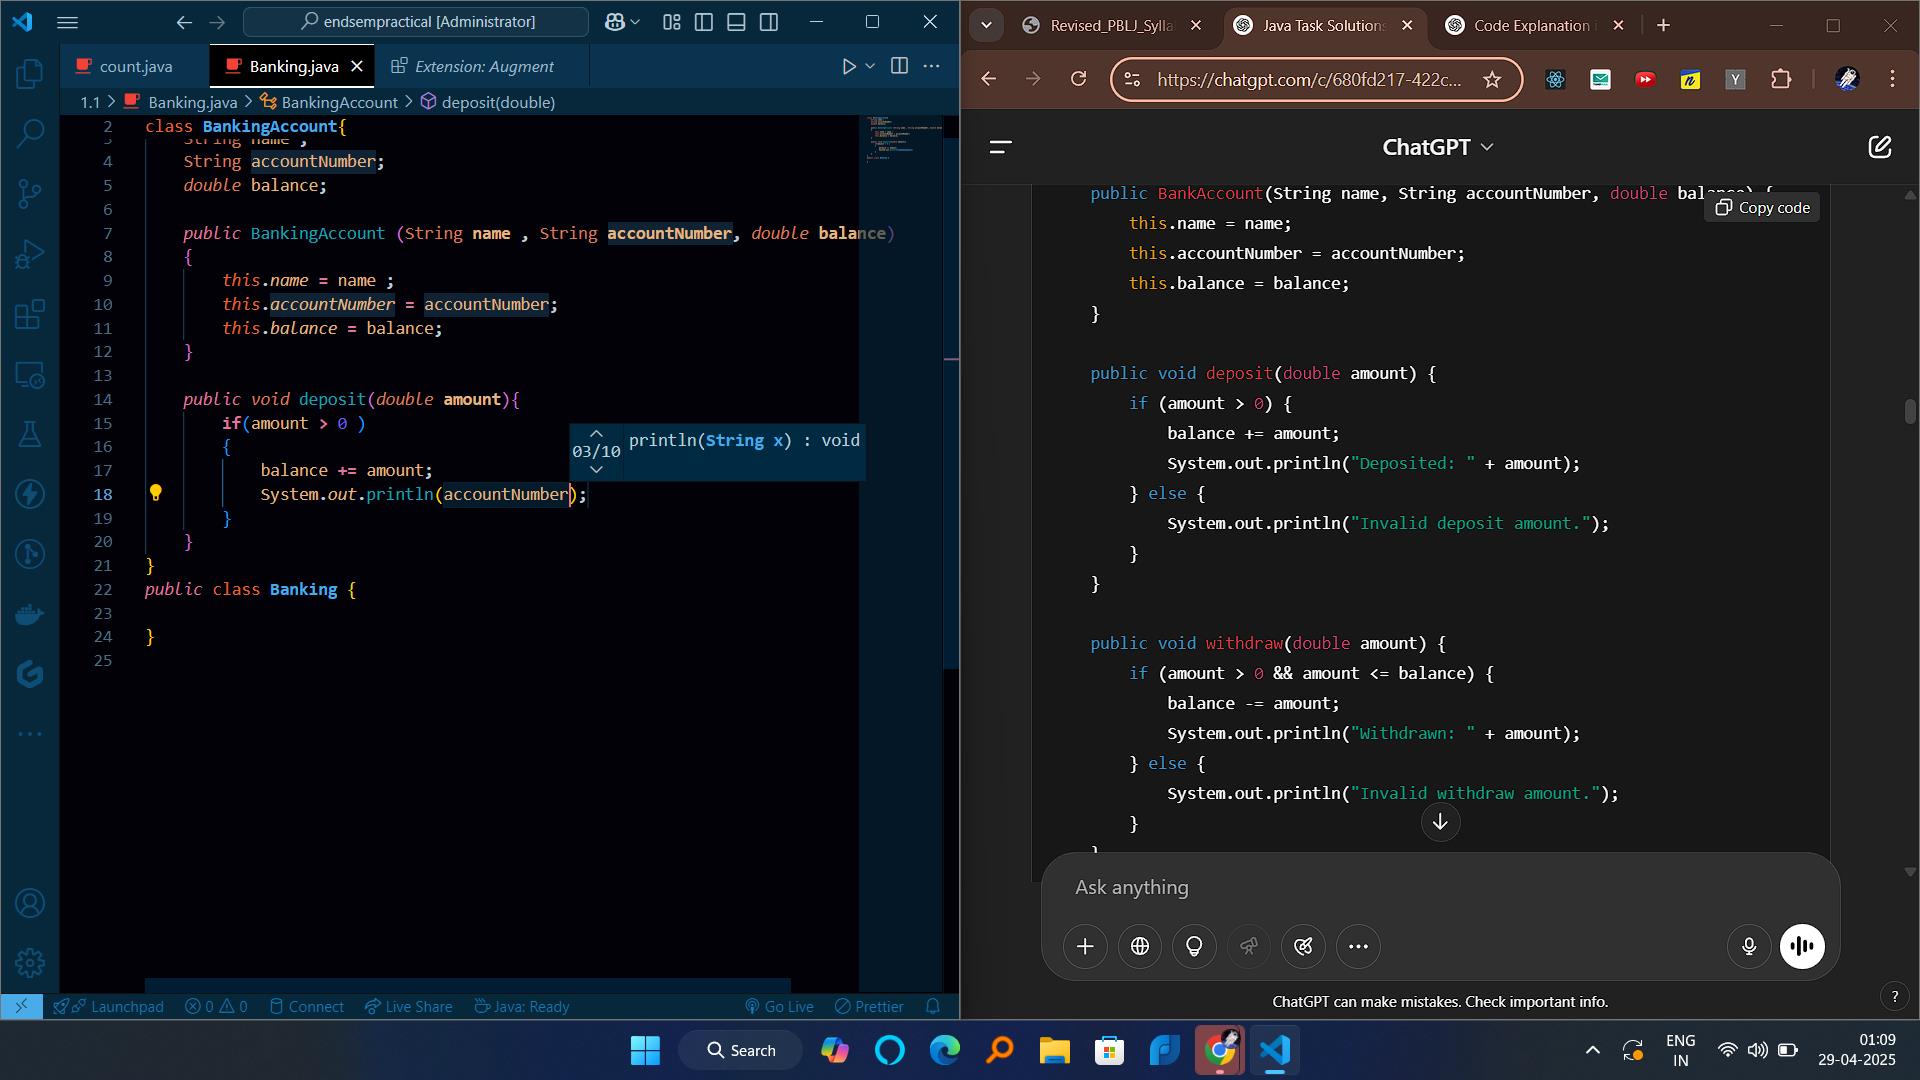 endsempractical [Administrator]
count.java
Banking.java
Extension: Augment
1.1 > Banking.java > BankingAccount > deposit(double)
2 class BankingAccount{
3 String name ;
4 String accountNumber;
5 double balance;
6
7 public BankingAccount (String name , String accountNumber, double balance)
8 {
9 this.name = name ;
10 this.accountNumber = accountNumber;
11 this.balance = balance;
12 }
13
14 public void deposit(double amount){
15 if(amount > 0 )
16 {
03/10 println(String x) : void
17 balance += amount;
18 System.out.println(accountNumber);
19 }
20 }
21 }
22 public class Banking {
23
24 }
25
Launchpad 0 0 Connect Live Share Java: Ready Go Live Prettier
Revised_PBLJ_Sylla
Java Task Solutions
Code Explanation i
https://chatgpt.com/c/680fd217-422c...
ChatGPT
Copy code
public BankAccount(String name, String accountNumber, double balance) {
this.name = name;
this.accountNumber = accountNumber;
this.balance = balance;
}
public void deposit(double amount) {
if (amount > 0) {
balance += amount;
System.out.println("Deposited: " + amount);
} else {
System.out.println("Invalid deposit amount.");
}
}
public void withdraw(double amount) {
if (amount > 0 && amount <= balance) {
balance -= amount;
System.out.println("Withdrawn: " + amount);
} else {
System.out.println("Invalid withdraw amount.");
}
}
Ask anything
ChatGPT can make mistakes. Check important info.
?
Search
ENG
IN
01:09
29-04-2025